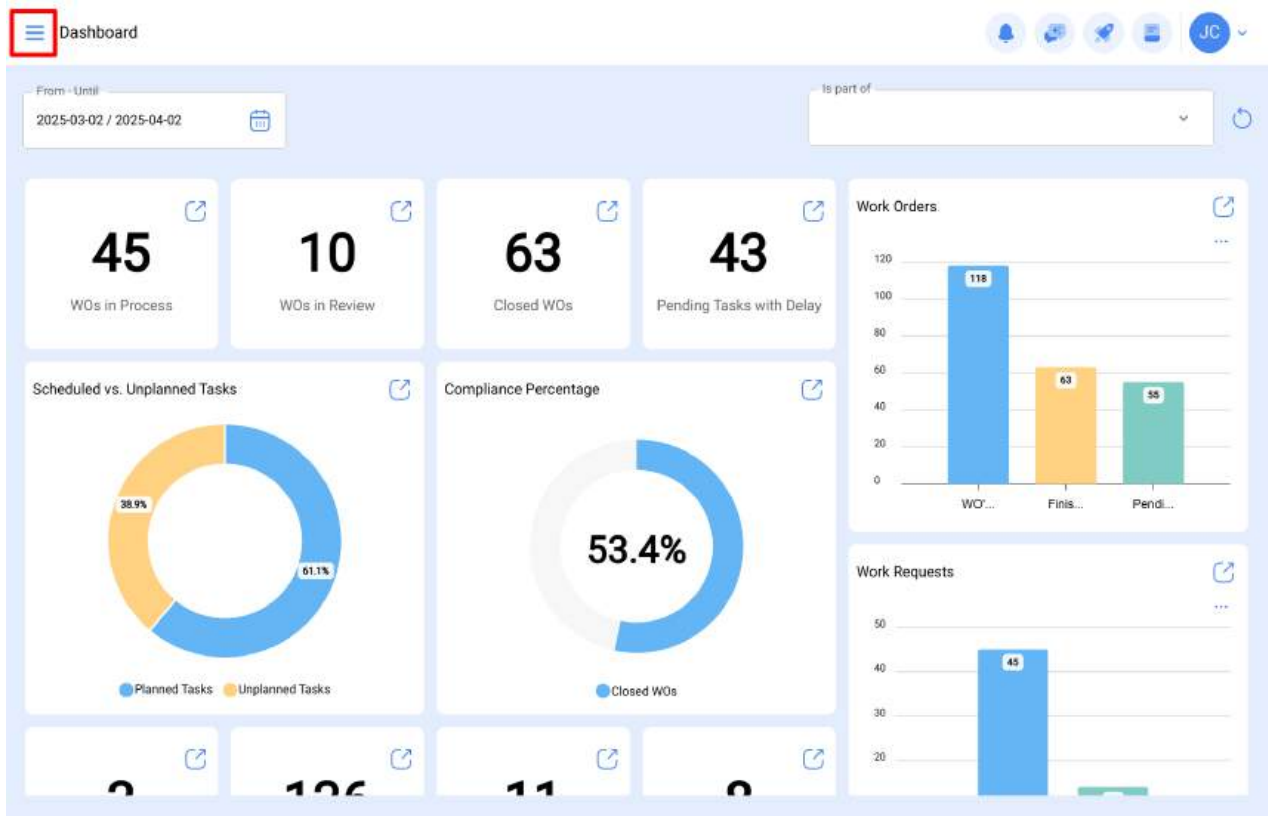 Dashboard
JC
From - Until
2025-03-02 / 2025-04-02
Is part of
45
WOs in Process
10
WOs in Review
63
Closed WOs
43
Pending Tasks with Delay
Work Orders
...
120
100
80
60
40
20
0
118
63
55
WO'...
Finis...
Pendi...
Scheduled vs. Unplanned Tasks
38.9%
61.1%
Planned Tasks
Unplanned Tasks
Compliance Percentage
53.4%
Closed WOs
Work Requests
...
50
40
30
20
45
136
11